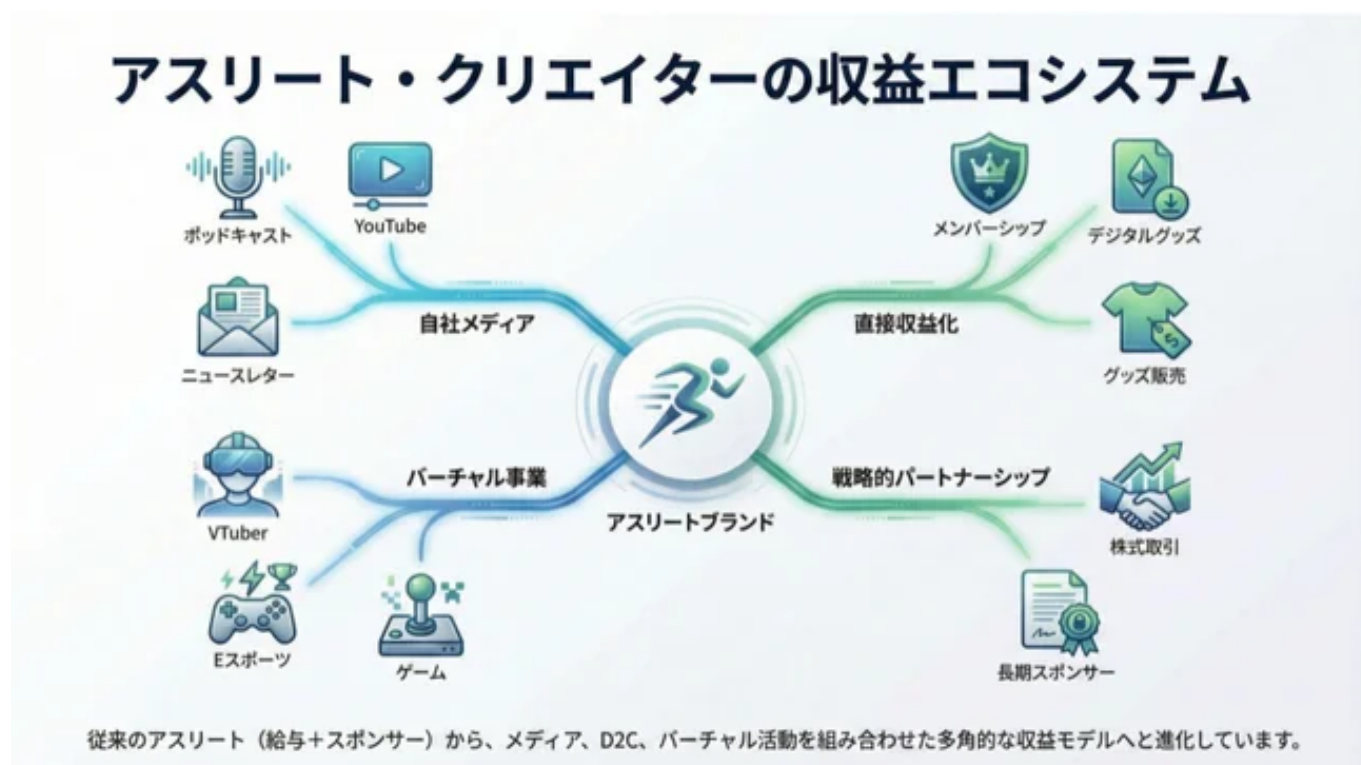 アスリート・クリエイターの収益エコシステム
ポッドキャスト
YouTube
メンバーシップ
デジタルグッズ
自社メディア
直接収益化
ニュースレター
グッズ販売
バーチャル事業
戦略的パートナーシップ
アスリートブランド
VTuber
株式取引
Eスポーツ
ゲーム
長期スポンサー
従来のアスリート（給与＋スポンサー）から、メディア、D2C、バーチャル活動を組み合わせた多角的な収益モデルへと進化しています。